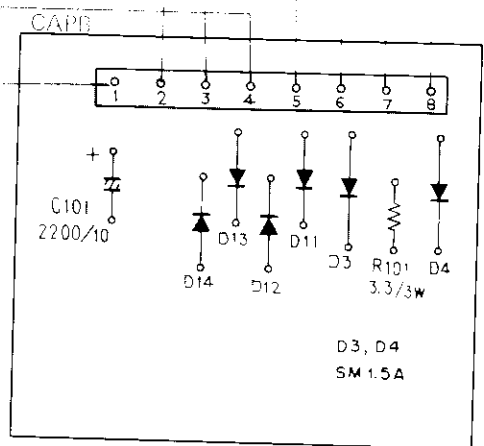 CAPB
1 2 3 4 5 6 7 8
+
C101
2200/10
D14
D13
D12
D11
D3
R101
3.3/3W
D4
D3, D4
SM 1.5A